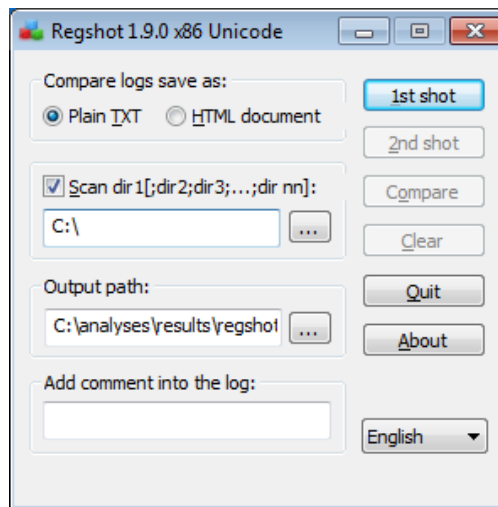 Regshot 1.9.0 x86 Unicode
Compare logs save as:
Plain TXT HTML document
1st shot
2nd shot
Scan dir1[;dir2;dir3;...;dir nn]:
Compare
C:\ ...
Clear
Output path:
Quit
C:\analyses\results\regshot ...
About
Add comment into the log:
English